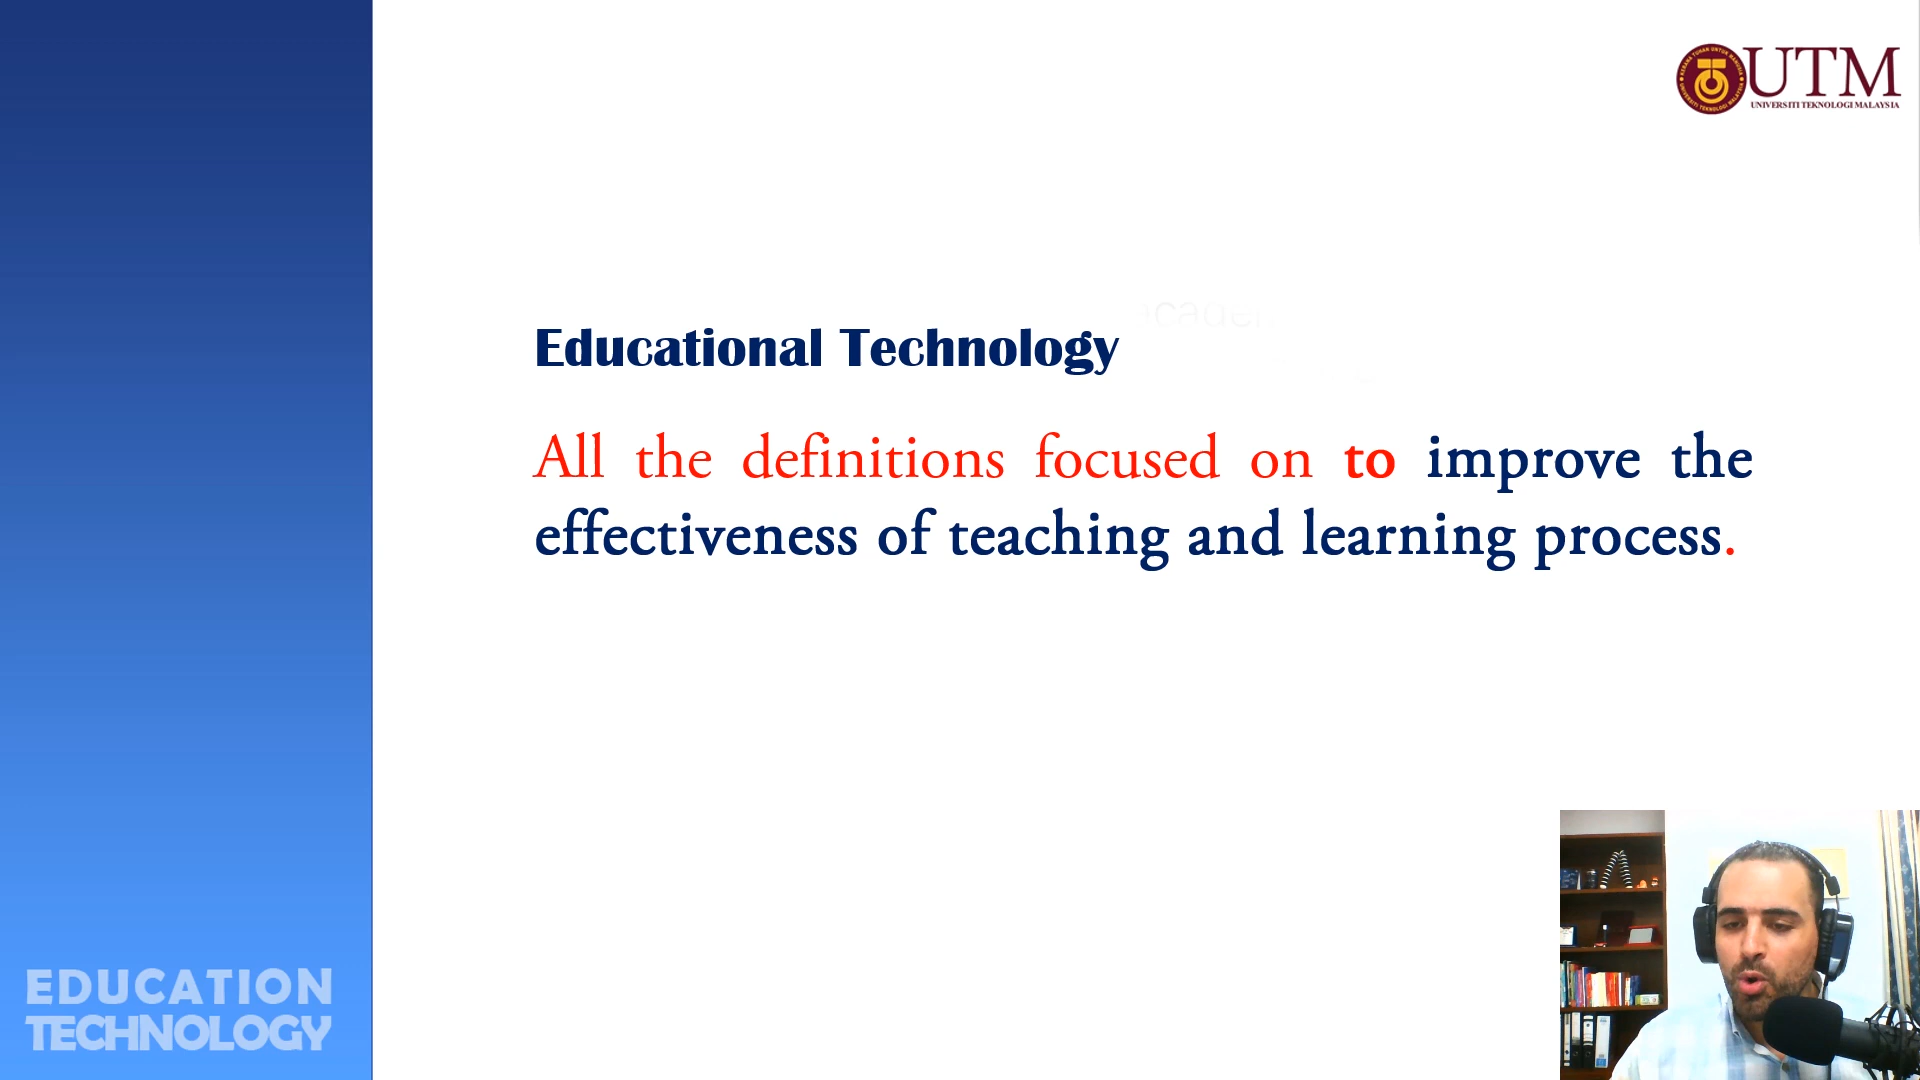 UTM
UNIVERSITI TEKNOLOGI MALAYSIA
Educational Technology
All the definitions focused on to improve the
effectiveness of teaching and learning process.
EDUCATION
TECHNOLOGY